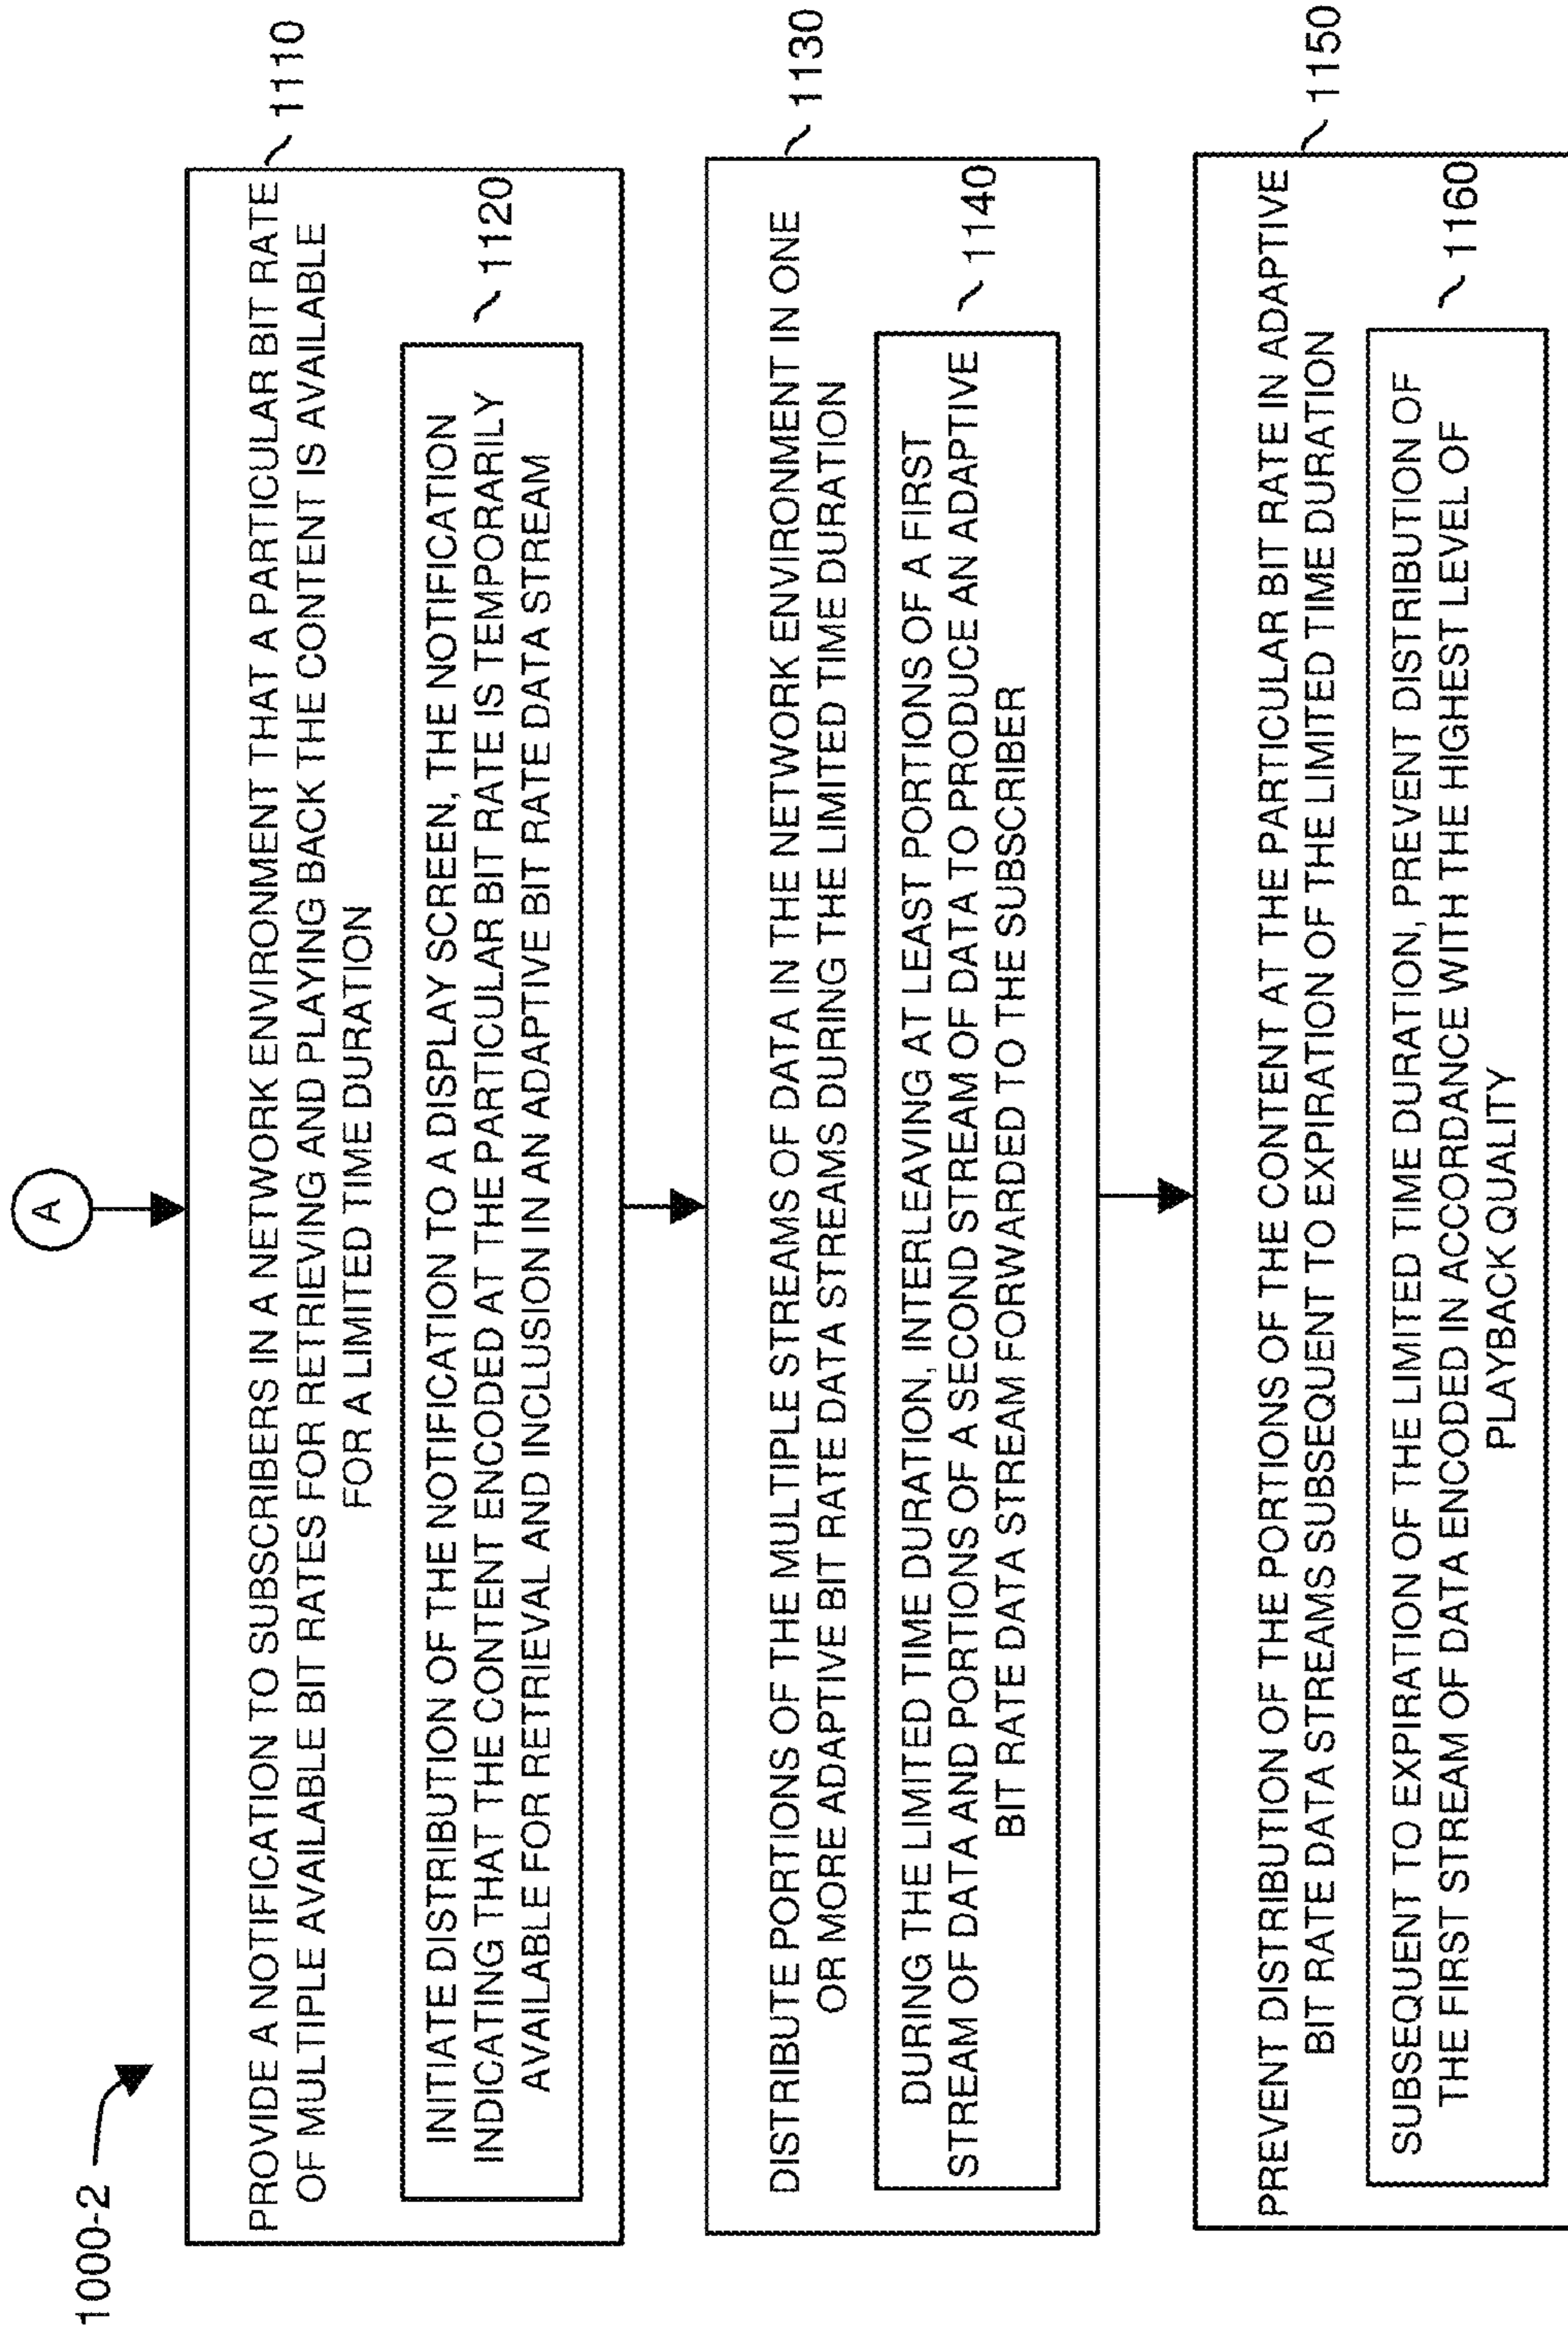 1000-2
A
PROVIDE A NOTIFICATION TO SUBSCRIBERS IN A NETWORK ENVIRONMENT THAT A PARTICULAR BIT RATE
OF MULTIPLE AVAILABLE BIT RATES FOR RETRIEVING AND PLAYING BACK THE CONTENT IS AVAILABLE
FOR A LIMITED TIME DURATION
1110
INITIATE DISTRIBUTION OF THE NOTIFICATION TO A DISPLAY SCREEN, THE NOTIFICATION
INDICATING THAT THE CONTENT ENCODED AT THE PARTICULAR BIT RATE IS TEMPORARILY
AVAILABLE FOR RETRIEVAL AND INCLUSION IN AN ADAPTIVE BIT RATE DATA STREAM
1120
DISTRIBUTE PORTIONS OF THE MULTIPLE STREAMS OF DATA IN THE NETWORK ENVIRONMENT IN ONE
OR MORE ADAPTIVE BIT RATE DATA STREAMS DURING THE LIMITED TIME DURATION
1130
DURING THE LIMITED TIME DURATION, INTERLEAVING AT LEAST PORTIONS OF A FIRST
STREAM OF DATA AND PORTIONS OF A SECOND STREAM OF DATA TO PRODUCE AN ADAPTIVE
BIT RATE DATA STREAM FORWARDED TO THE SUBSCRIBER
1140
PREVENT DISTRIBUTION OF THE PORTIONS OF THE CONTENT AT THE PARTICULAR BIT RATE IN ADAPTIVE
BIT RATE DATA STREAMS SUBSEQUENT TO EXPIRATION OF THE LIMITED TIME DURATION
1150
SUBSEQUENT TO EXPIRATION OF THE LIMITED TIME DURATION, PREVENT DISTRIBUTION OF
THE FIRST STREAM OF DATA ENCODED IN ACCORDANCE WITH THE HIGHEST LEVEL OF
PLAYBACK QUALITY
1160